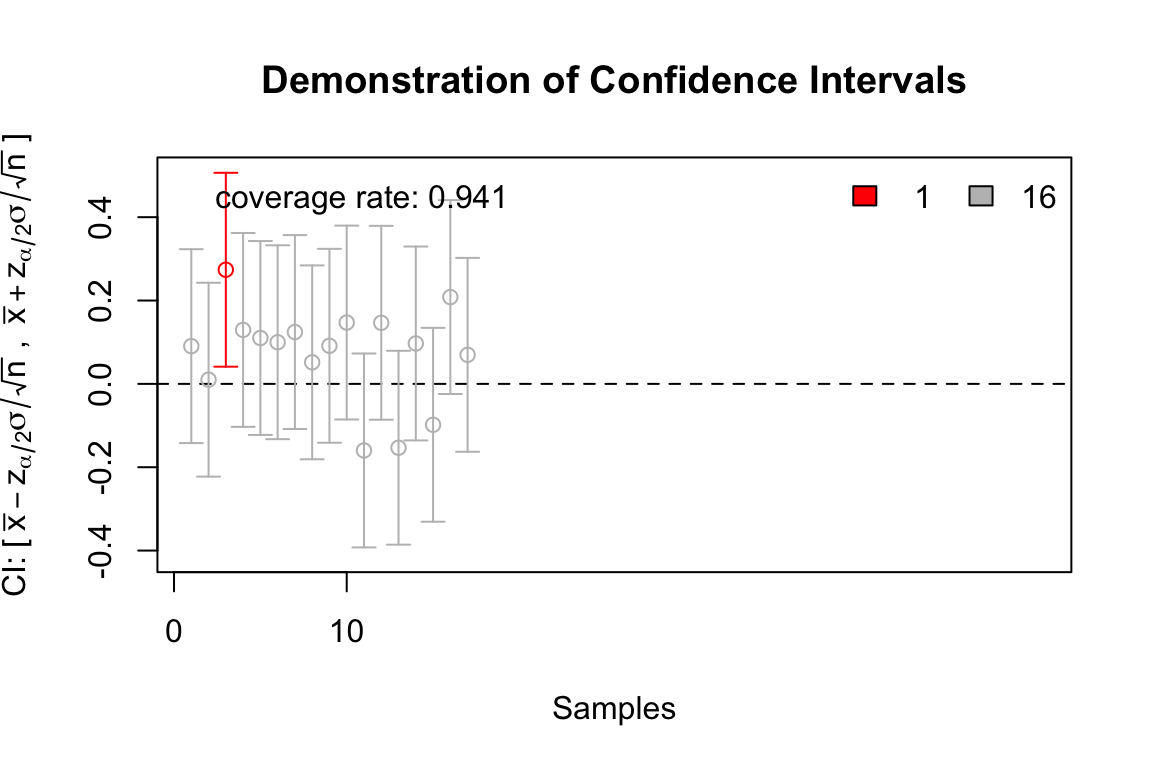 Demonstration of Confidence Intervals
CI: [ x̅ − zα/2σ/√n , x̅ + zα/2σ/√n ]
coverage rate: 0.941
1 16
0.4
0.2
0.0
-0.2
-0.4
0 10
Samples